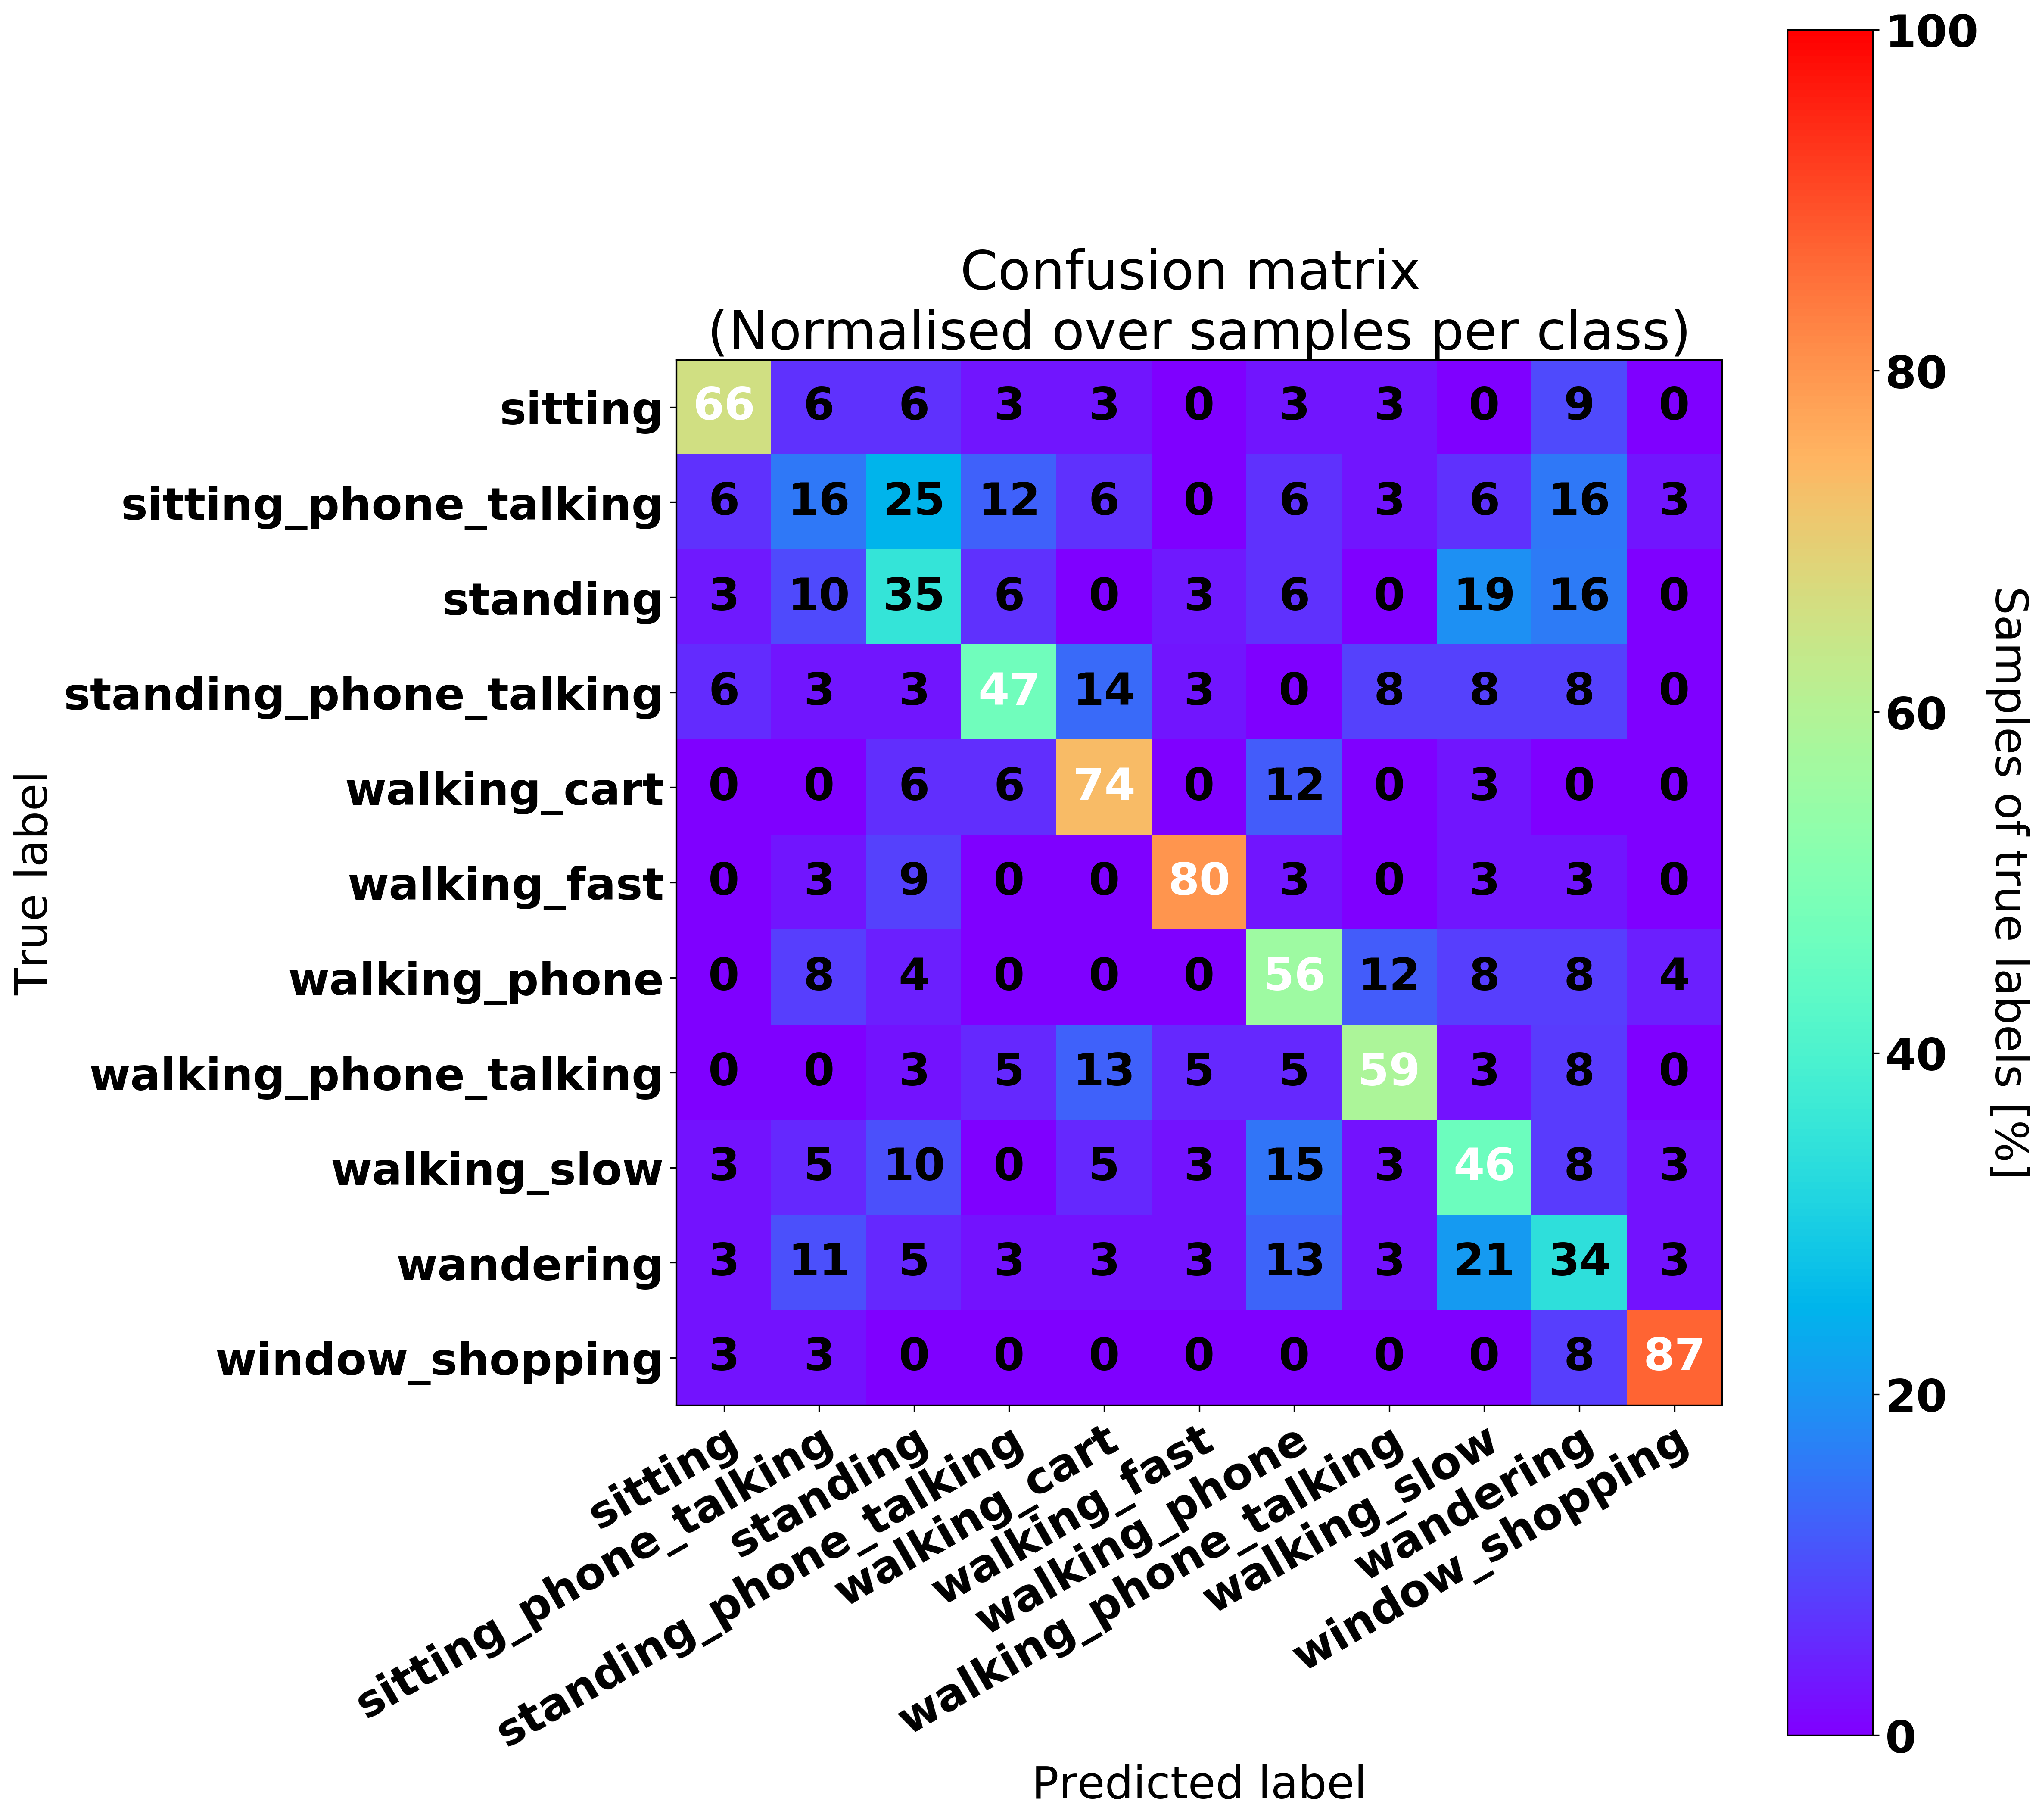 Confusion matrix
(Normalised over samples per class)
sitting 66 6 6 3 3 0 3 3 0 9 0
sitting_phone_talking 6 16 25 12 6 0 6 3 6 16 3
standing 3 10 35 6 0 3 6 0 19 16 0
standing_phone_talking 6 3 3 47 14 3 0 8 8 8 0
walking_cart 0 0 6 6 74 0 12 0 3 0 0
walking_fast 0 3 9 0 0 80 3 0 3 3 0
walking_phone 0 8 4 0 0 0 56 12 8 8 4
walking_phone_talking 0 0 3 5 13 5 5 59 3 8 0
walking_slow 3 5 10 0 5 3 15 3 46 8 3
wandering 3 11 5 3 3 3 13 3 21 34 3
window_shopping 3 3 0 0 0 0 0 0 0 8 87
True label
sitting
sitting_phone_talking
standing
standing_phone_talking
walking_cart
walking_fast
walking_phone
walking_phone_talking
walking_slow
wandering
window_shopping
Predicted label
100
80
60
40
20
0
Samples of true labels [%]